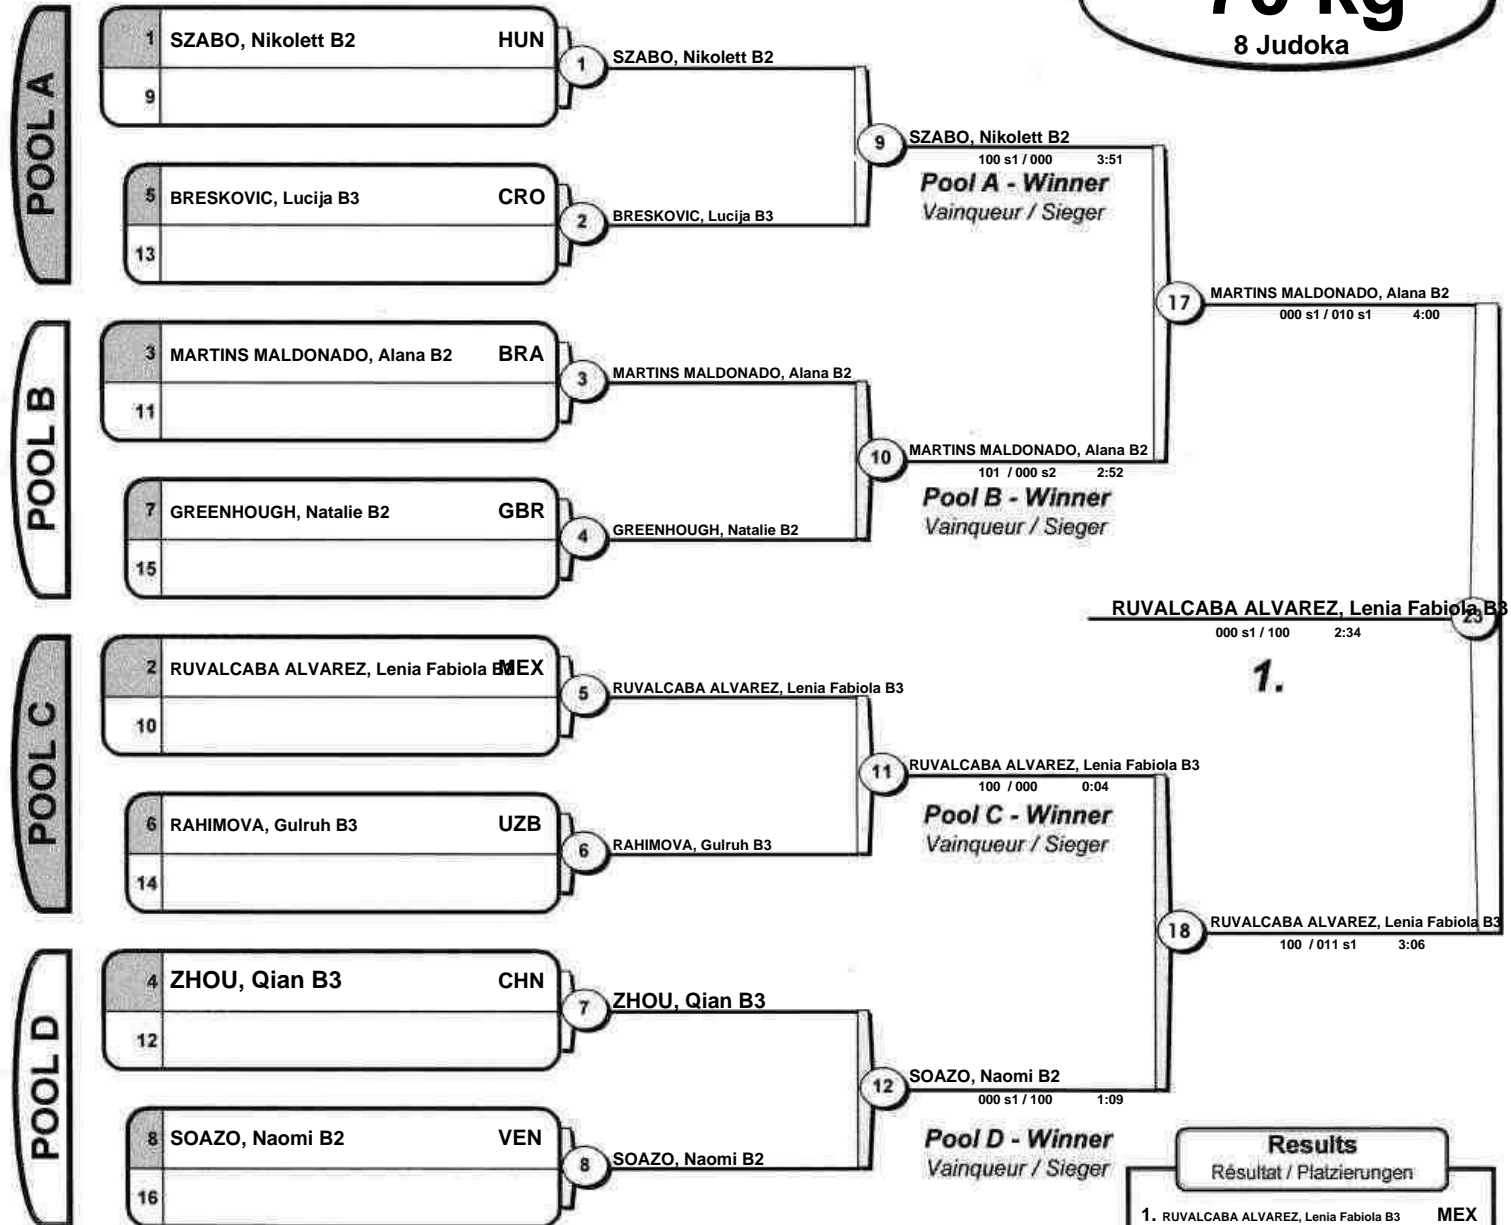 70 kg
8 Judoka
POOL A
1 SZABO, Nikolett B2 HUN
9
1
SZABO, Nikolett B2
5 BRESKOVIC, Lucija B3 CRO
13
2
BRESKOVIC, Lucija B3
9
SZABO, Nikolett B2
100 s1 / 000 3:51
Pool A - Winner
Vainqueur / Sieger
POOL B
3 MARTINS MALDONADO, Alana B2 BRA
11
3
MARTINS MALDONADO, Alana B2
7 GREENHOUGH, Natalie B2 GBR
15
4
GREENHOUGH, Natalie B2
10
MARTINS MALDONADO, Alana B2
101 / 000 s2 2:52
Pool B - Winner
Vainqueur / Sieger
17
MARTINS MALDONADO, Alana B2
000 s1 / 010 s1 4:00
RUVALCABA ALVAREZ, Lenia Fabiola B3
23
000 s1 / 100 2:34
1.
POOL C
2 RUVALCABA ALVAREZ, Lenia Fabiola B3 MEX
10
5
RUVALCABA ALVAREZ, Lenia Fabiola B3
6 RAHIMOVA, Gulruh B3 UZB
14
6
RAHIMOVA, Gulruh B3
11
RUVALCABA ALVAREZ, Lenia Fabiola B3
100 / 000 0:04
Pool C - Winner
Vainqueur / Sieger
18
RUVALCABA ALVAREZ, Lenia Fabiola B3
100 / 011 s1 3:06
POOL D
4 ZHOU, Qian B3 CHN
12
7
ZHOU, Qian B3
8 SOAZO, Naomi B2 VEN
16
8
SOAZO, Naomi B2
12
SOAZO, Naomi B2
000 s1 / 100 1:09
Pool D - Winner
Vainqueur / Sieger
Results
Résultat / Platzierungen
1. RUVALCABA ALVAREZ, Lenia Fabiola B3 MEX